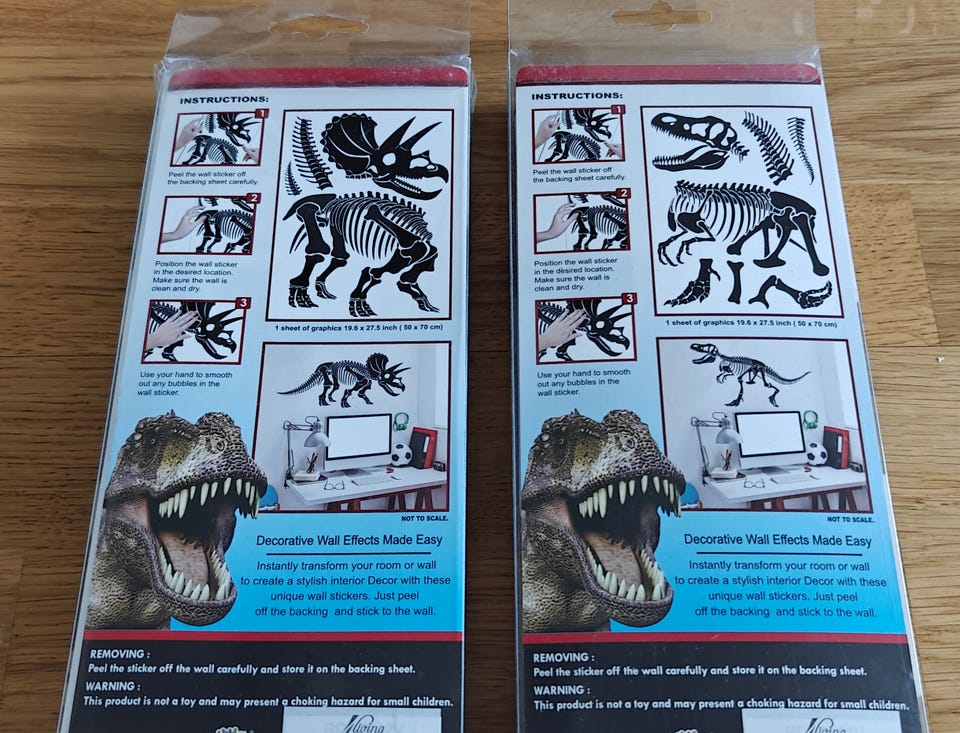 INSTRUCTIONS:
1
Peel the wall sticker off
the backing sheet carefully.
2
Position the wall sticker
in the desired location.
Make sure the wall is
clean and dry.
3
Use your hand to smooth
out any bubbles in the
wall sticker.
1 sheet of graphics 19.6 x 27.5 inch ( 50 x 70 cm)
NOT TO SCALE.
Decorative Wall Effects Made Easy
Instantly transform your room or wall
to create a stylish interior Decor with these
unique wall stickers. Just peel
off the backing and stick to the wall.
REMOVING :
Peel the sticker off the wall carefully and store it on the backing sheet.
WARNING :
This product is not a toy and may present a choking hazard for small children.
living
INSTRUCTIONS:
1
Peel the wall sticker off
the backing sheet carefully.
2
Position the wall sticker
in the desired location.
Make sure the wall is
clean and dry.
3
Use your hand to smooth
out any bubbles in the
wall sticker.
1 sheet of graphics 19.6 x 27.5 inch ( 50 x 70 cm)
NOT TO SCALE.
Decorative Wall Effects Made Easy
Instantly transform your room or wall
to create a stylish interior Decor with these
unique wall stickers. Just peel
off the backing and stick to the wall.
REMOVING :
Peel the sticker off the wall carefully and store it on the backing sheet.
WARNING :
This product is not a toy and may present a choking hazard for small children.
living